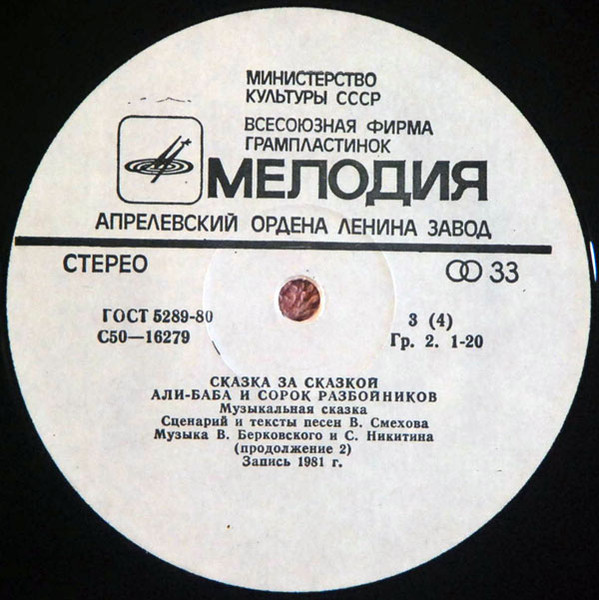 МИНИСТЕРСТВО
КУЛЬТУРЫ СССР
ВСЕСОЮЗНАЯ ФИРМА
ГРАМПЛАСТИНОК
МЕЛОДИЯ
АПРЕЛЕВСКИЙ ОРДЕНА ЛЕНИНА ЗАВОД
СТЕРЕО 33
ГОСТ 5289-80 3 (4)
С50—16279 Гр. 2. 1-20
СКАЗКА ЗА СКАЗКОЙ
АЛИ-БАБА И СОРОК РАЗБОЙНИКОВ
Музыкальная сказка
Сценарий и тексты песен В. Смехова
Музыка В. Берковского и С. Никитина
(продолжение 2)
Запись 1981 г.